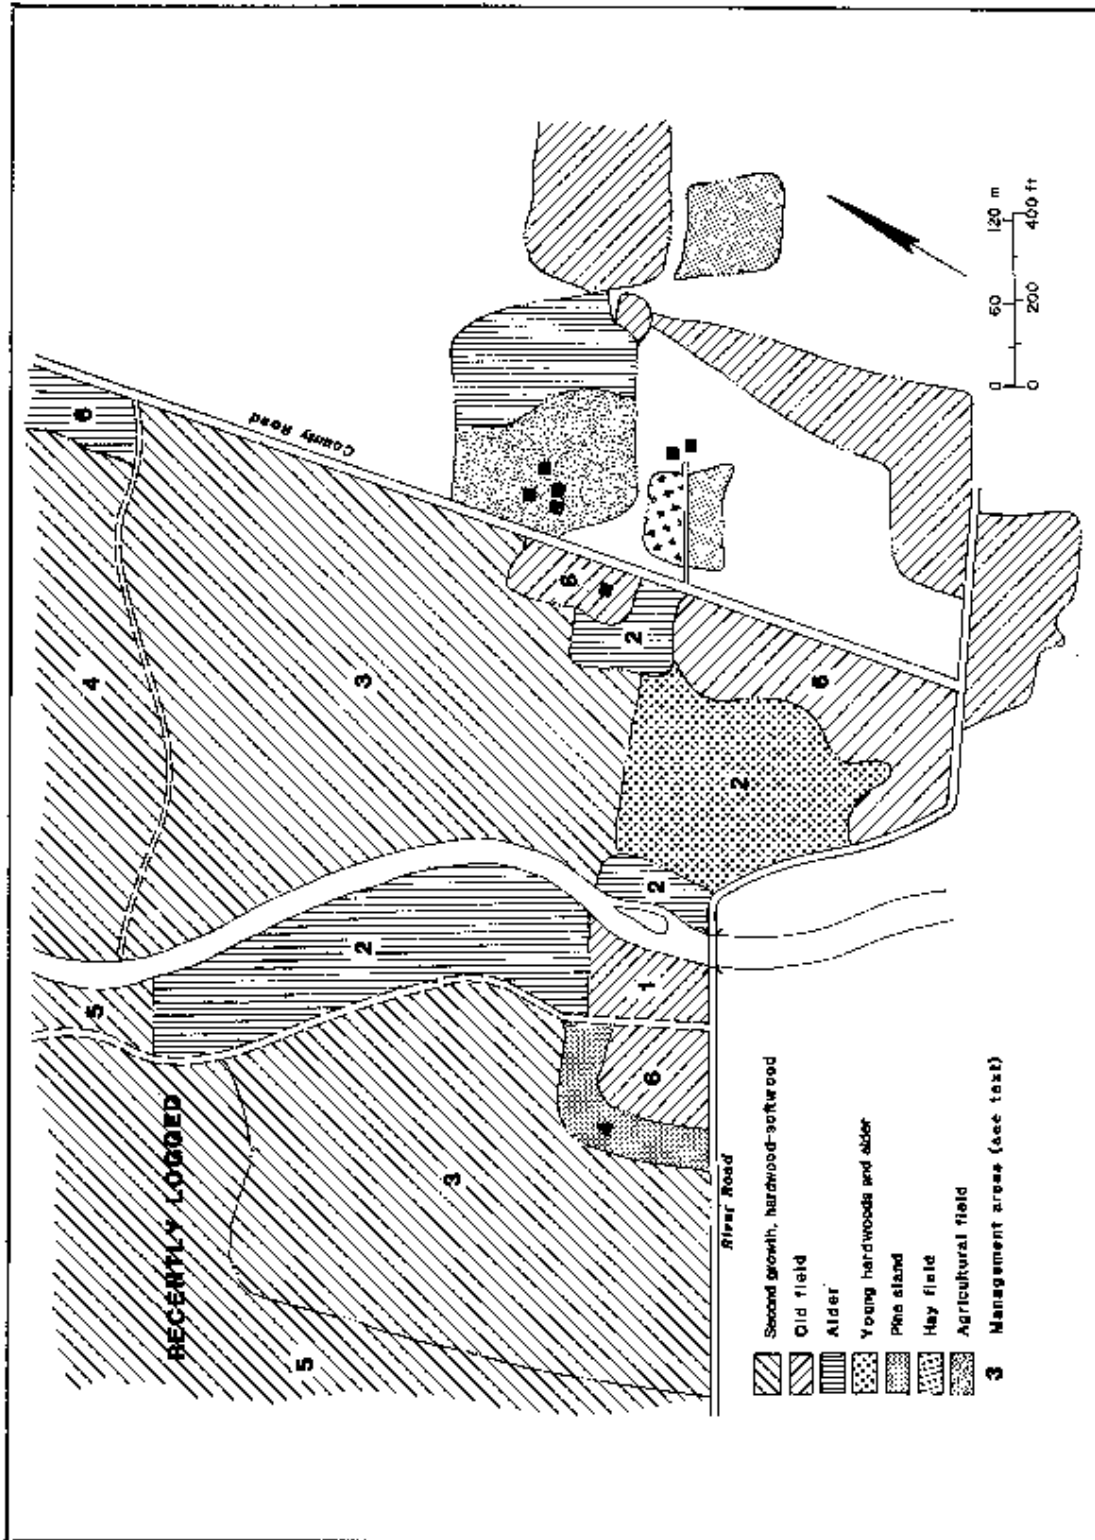 RECENTLY LOGGED
5
5
4
6
3
3
2
County Road
6
2
2
2
6
1
6
4
River Road
Second growth, hardwood-softwood
Old field
Alder
Young hardwoods and alder
Pine stand
Hay field
Agricultural field
3 Management areas (see text)
0 60 120 m
0 200 400 ft